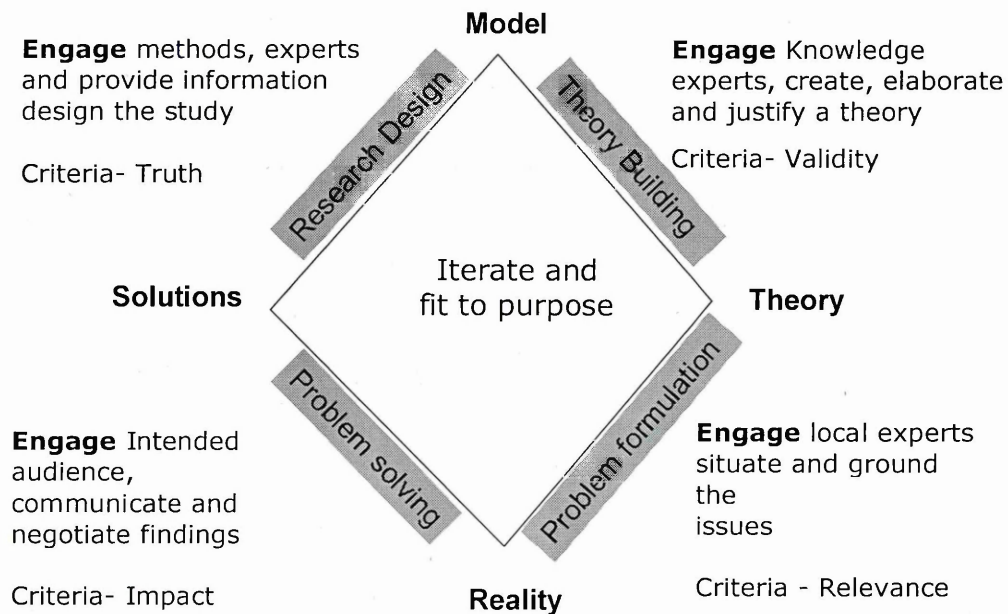 Model
Engage methods, experts
and provide information
design the study
Criteria- Truth
Research Design
Theory Building
Engage Knowledge
experts, create, elaborate
and justify a theory
Criteria- Validity
Solutions
Iterate and
fit to purpose
Theory
Engage Intended
audience,
communicate and
negotiate findings
Criteria- Impact
Problem solving
Problem formulation
Engage local experts
situate and ground
the
issues
Criteria - Relevance
Reality